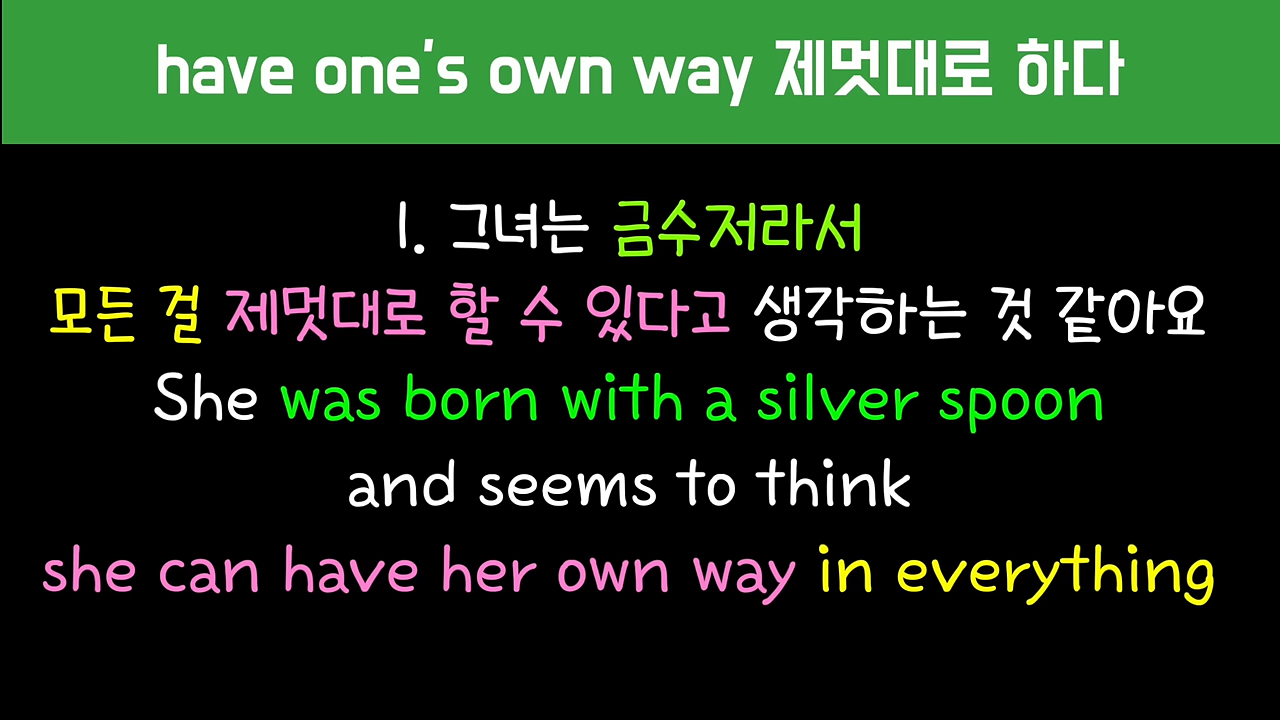 have one's own way 제멋대로 하다
1. 그녀는 금수저라서
모든 걸 제멋대로 할 수 있다고 생각하는 것 같아요
She was born with a silver spoon
and seems to think
she can have her own way in everything